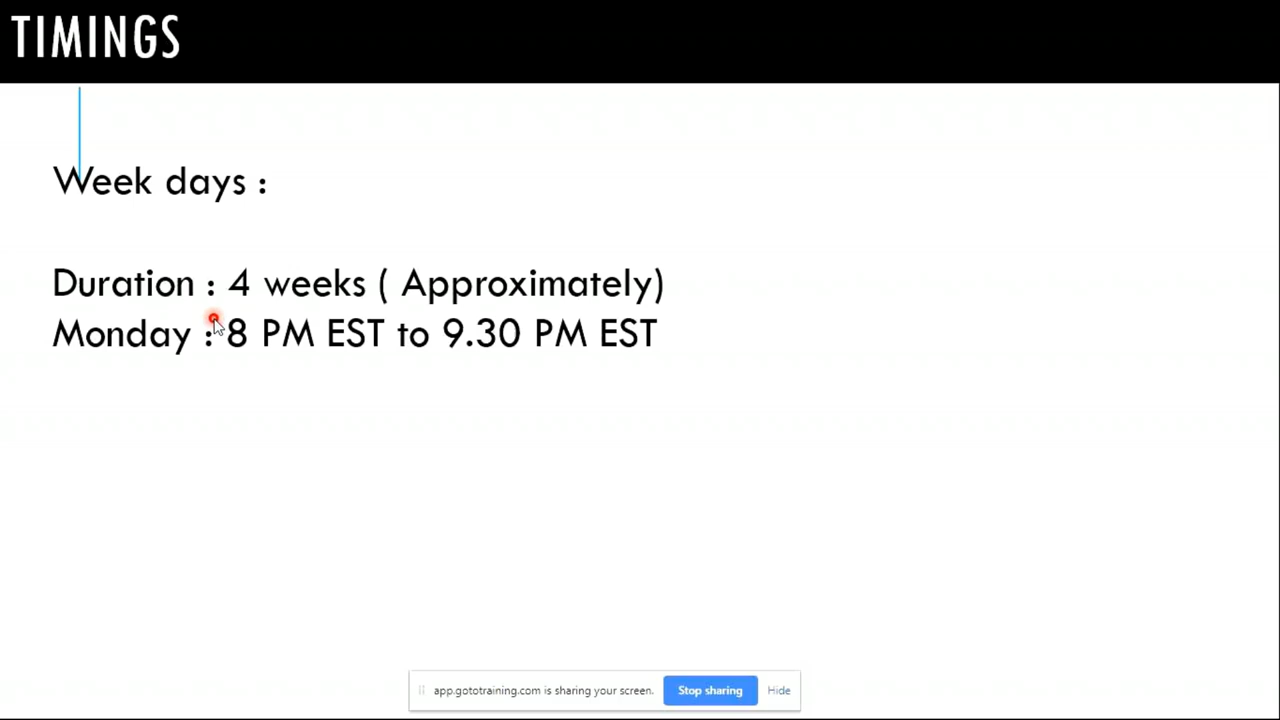 TIMINGS
Week days :
Duration : 4 weeks ( Approximately)
Monday : 8 PM EST to 9.30 PM EST
app.gototraining.com is sharing your screen. Stop sharing Hide